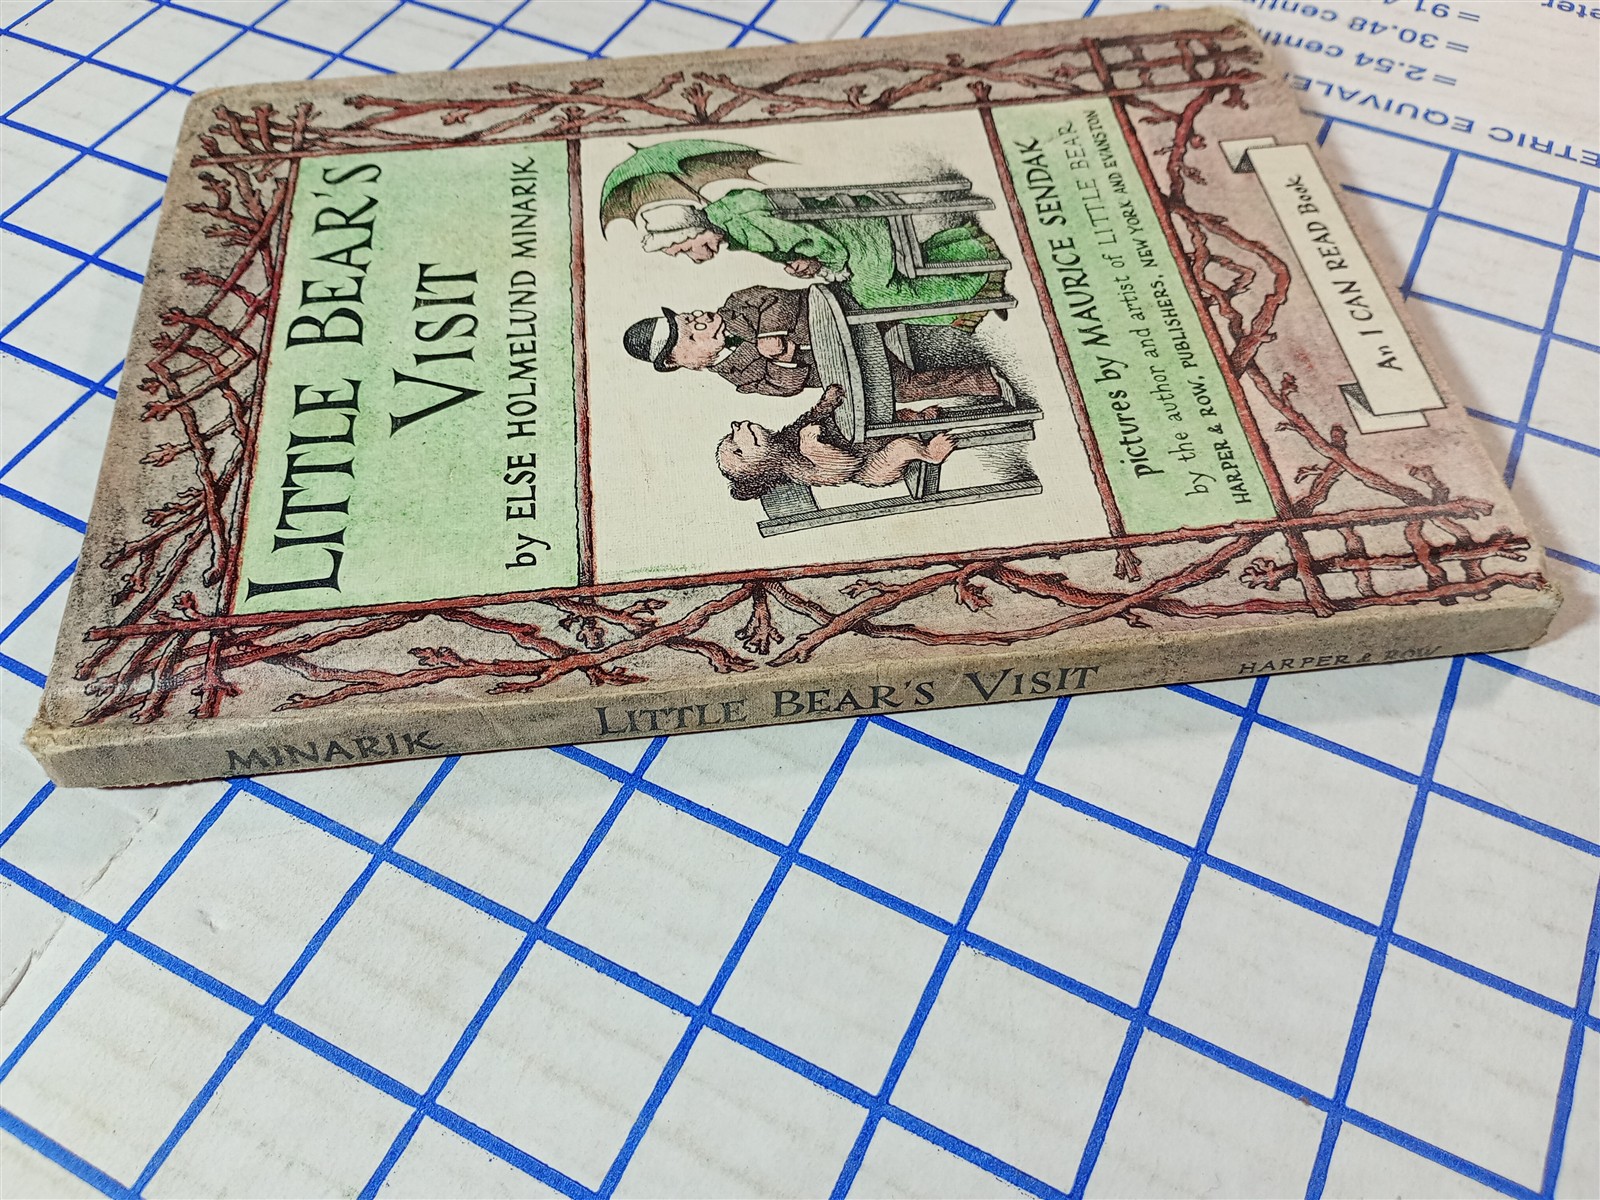 LITTLE BEAR'S
VISIT
by ELSE HOLMELUND MINARIK
pictures by MAURICE SENDAK
by the author and artist of LITTLE BEAR
HARPER & ROW, PUBLISHERS, NEW YORK AND EVANSTON
An I CAN READ Book
MINARIK LITTLE BEAR'S VISIT HARPER & ROW
ETRIC EQUIVALE
=2.54 centi
=30.48 centi
=91.4
eter